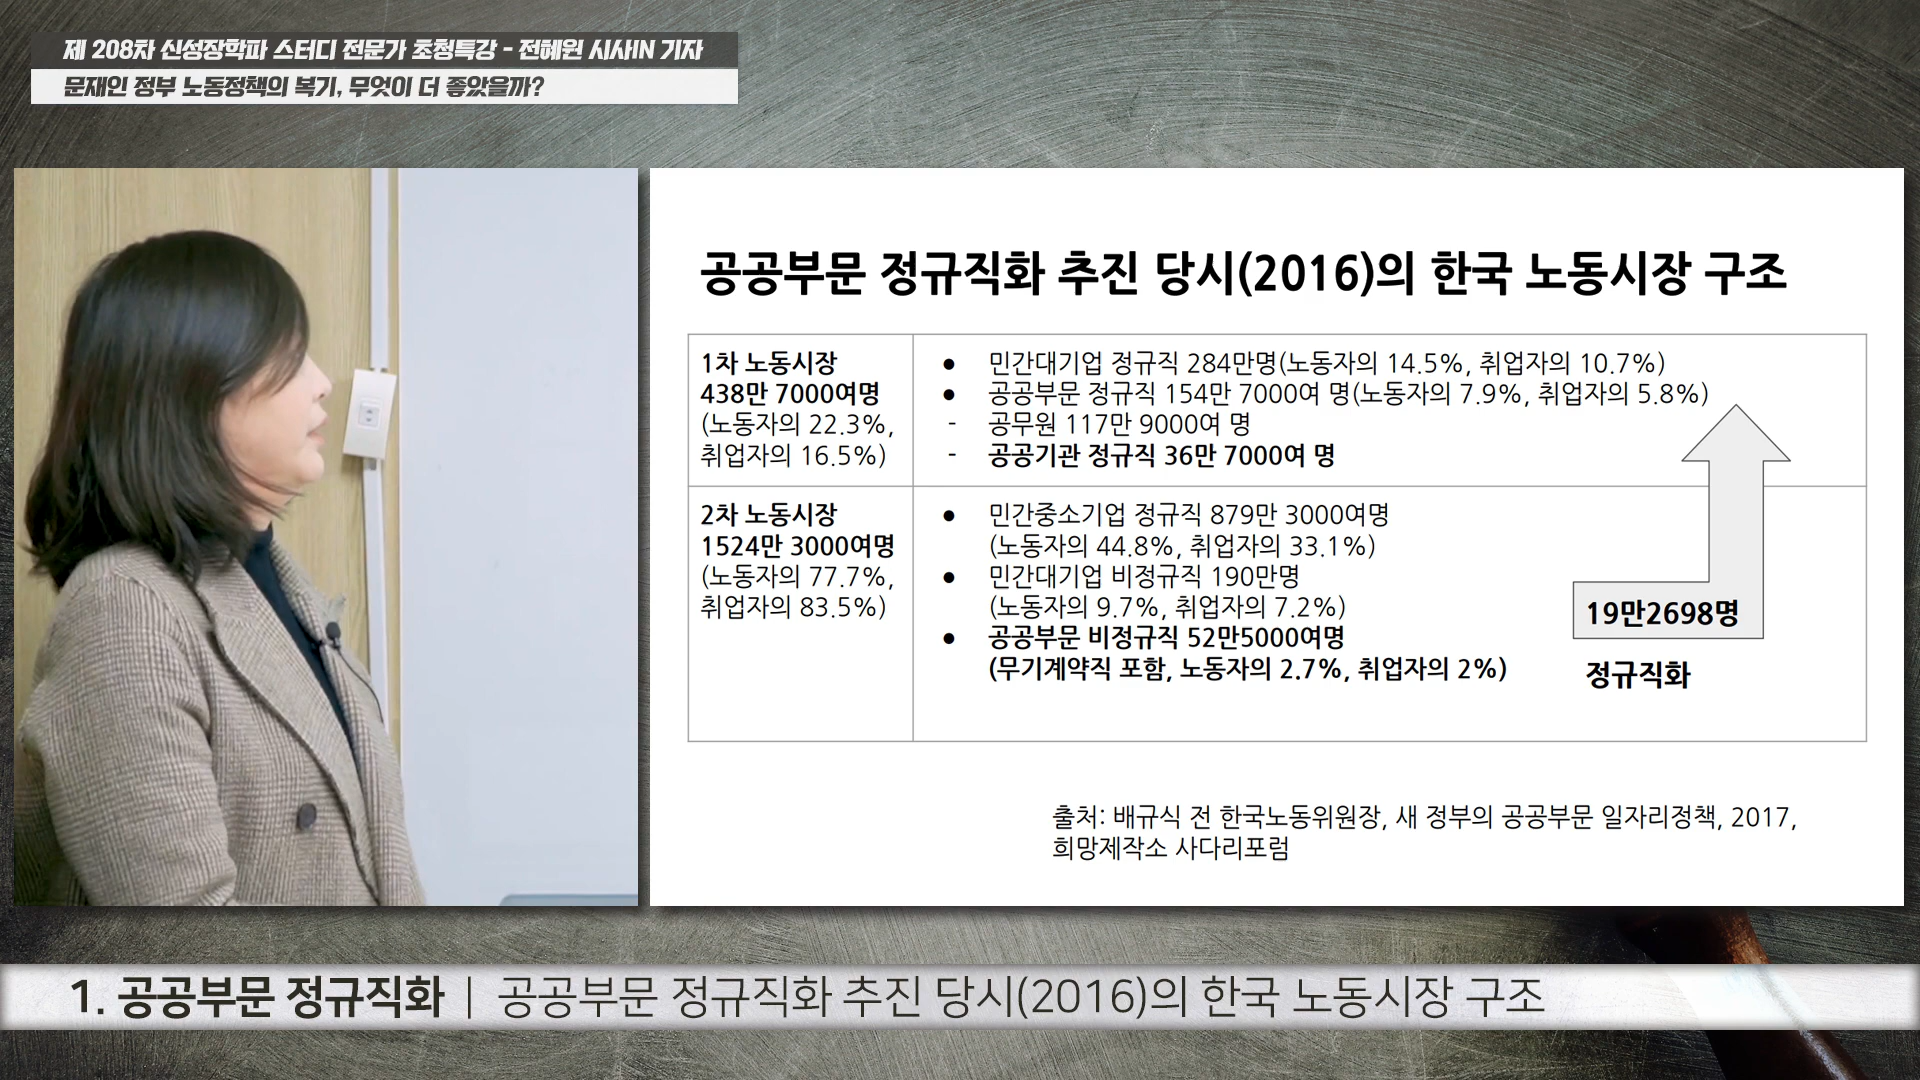 제 208차 신성장학파 스터디 전문가 초청특강 - 전혜원 시사IN 기자
문재인 정부 노동정책의 복기, 무엇이 더 좋았을까?
공공부문 정규직화 추진 당시(2016)의 한국 노동시장 구조
1차 노동시장
438만 7000여명
(노동자의 22.3%,
취업자의 16.5%)
● 민간대기업 정규직 284만명(노동자의 14.5%, 취업자의 10.7%)
● 공공부문 정규직 154만 7000여 명(노동자의 7.9%, 취업자의 5.8%)
- 공무원 117만 9000여 명
- 공공기관 정규직 36만 7000여 명
2차 노동시장
1524만 3000여명
(노동자의 77.7%,
취업자의 83.5%)
● 민간중소기업 정규직 879만 3000여명
(노동자의 44.8%, 취업자의 33.1%)
● 민간대기업 비정규직 190만명
(노동자의 9.7%, 취업자의 7.2%)
● 공공부문 비정규직 52만5000여명
(무기계약직 포함, 노동자의 2.7%, 취업자의 2%)
19만2698명
정규직화
출처: 배규식 전 한국노동위원장, 새 정부의 공공부문 일자리정책, 2017,
희망제작소 사다리포럼
1. 공공부문 정규직화 | 공공부문 정규직화 추진 당시(2016)의 한국 노동시장 구조